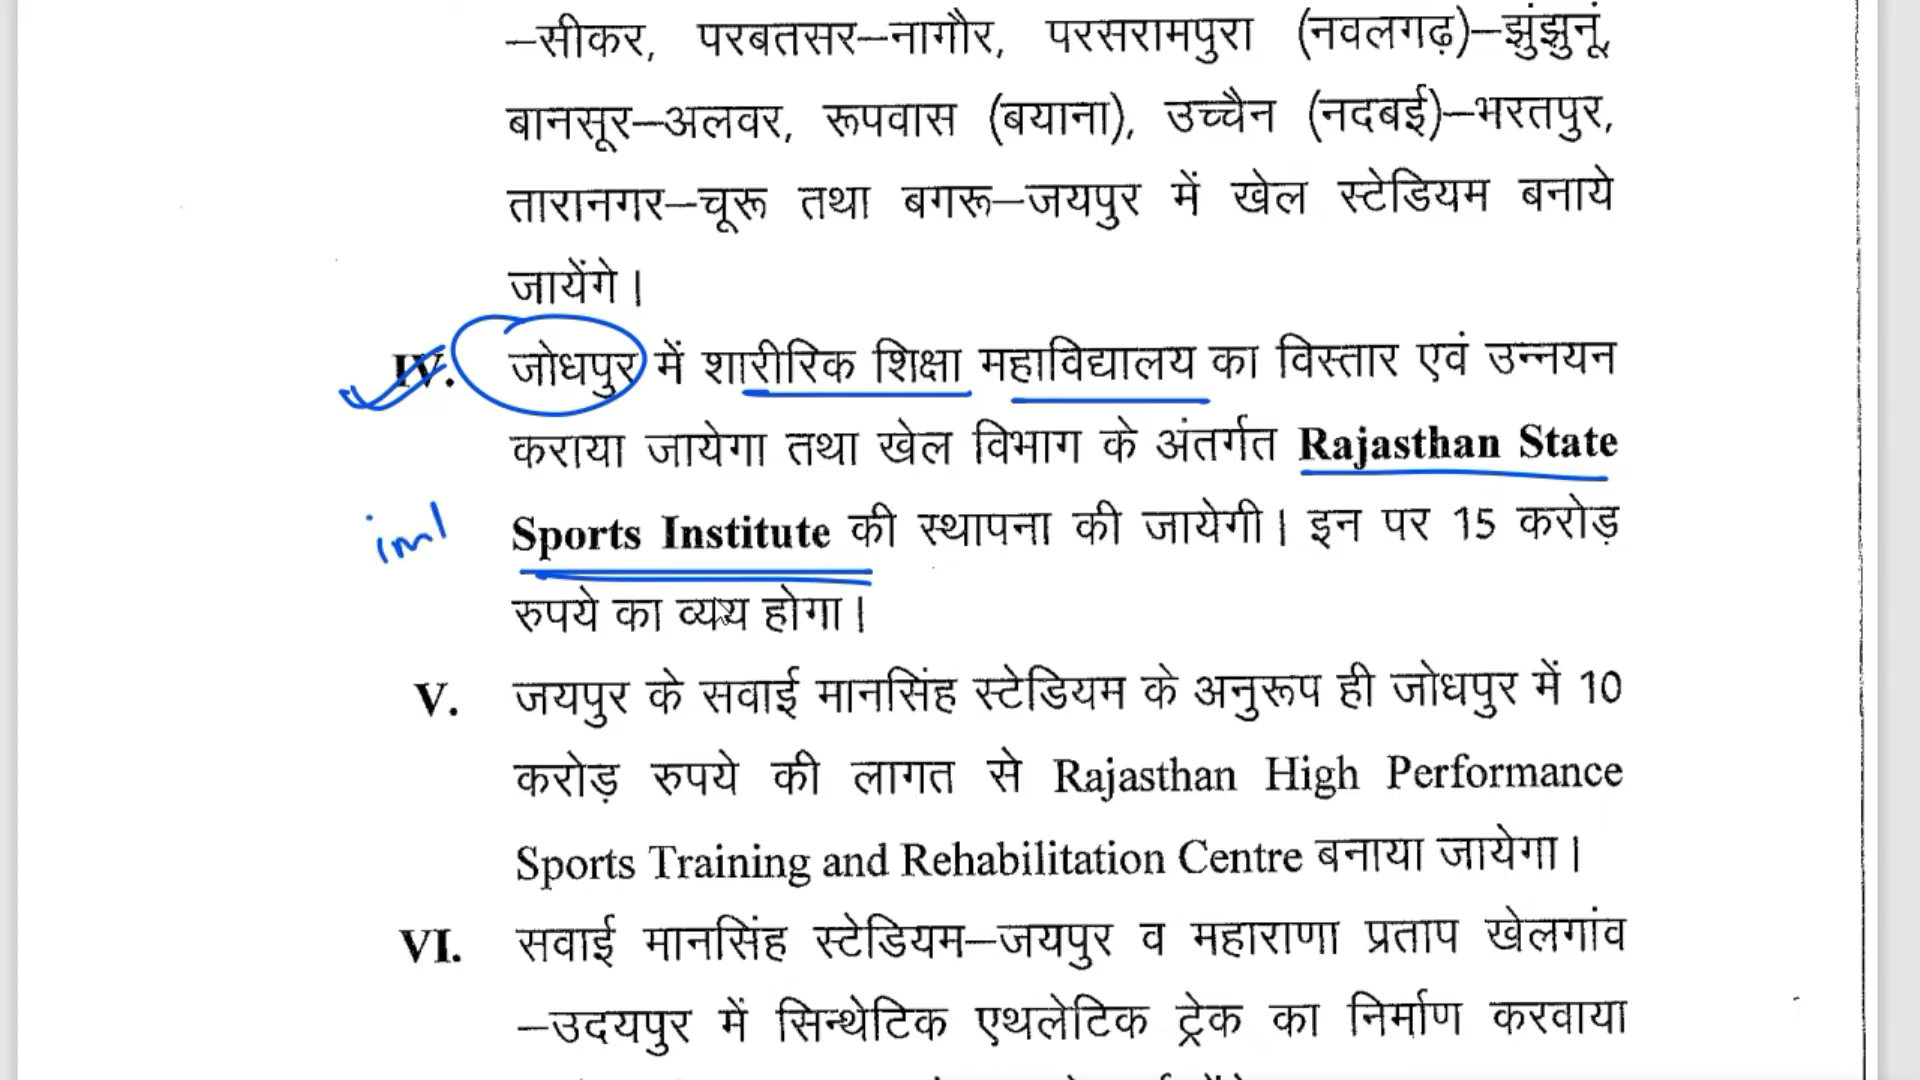 –सीकर, परबतसर–नागौर, परसरामपुरा (नवलगढ़)–झुंझुनूं,
बानसूर–अलवर, रूपवास (बयाना), उच्चैन (नदबई)–भरतपुर,
तारानगर–चूरू तथा बगरू–जयपुर में खेल स्टेडियम बनाये
जायेंगे।
IV. जोधपुर में शारीरिक शिक्षा महाविद्यालय का विस्तार एवं उन्नयन
कराया जायेगा तथा खेल विभाग के अंतर्गत Rajasthan State
Sports Institute की स्थापना की जायेगी। इन पर 15 करोड़
रुपये का व्यय होगा।
V. जयपुर के सवाई मानसिंह स्टेडियम के अनुरूप ही जोधपुर में 10
करोड़ रुपये की लागत से Rajasthan High Performance
Sports Training and Rehabilitation Centre बनाया जायेगा।
VI. सवाई मानसिंह स्टेडियम–जयपुर व महाराणा प्रताप खेलगांव
–उदयपुर में सिन्थेटिक एथलेटिक ट्रेक का निर्माण करवाया